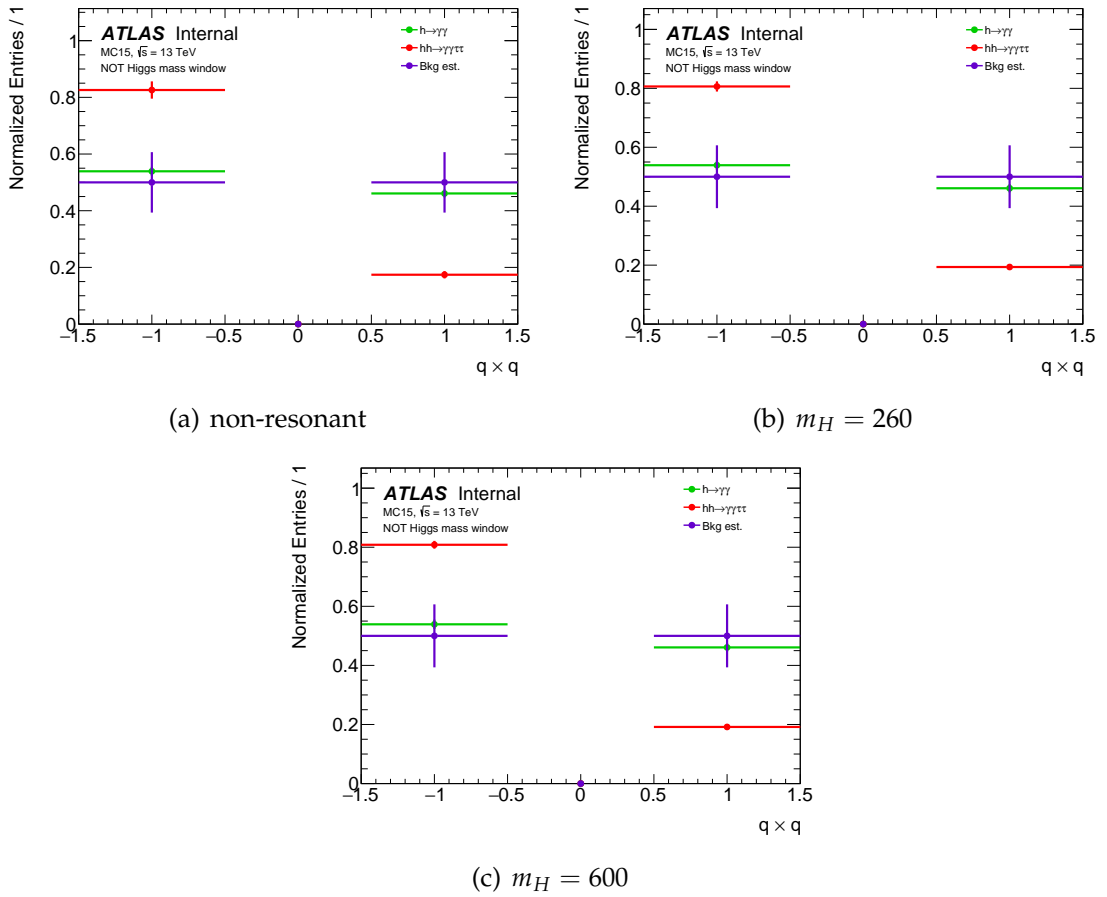 Normalized Entries / 1
ATLAS Internal
MC15, √s = 13 TeV
NOT Higgs mass window
h→γγ
hh→γγττ
Bkg est.
1
0.8
0.6
0.4
0.2
0
−1.5 −1 −0.5 0 0.5 1 1.5
q × q
(a) non-resonant
Normalized Entries / 1
ATLAS Internal
MC15, √s = 13 TeV
NOT Higgs mass window
h→γγ
hh→γγττ
Bkg est.
1
0.8
0.6
0.4
0.2
0
−1.5 −1 −0.5 0 0.5 1 1.5
q × q
(b) m_H = 260
Normalized Entries / 1
ATLAS Internal
MC15, √s = 13 TeV
NOT Higgs mass window
h→γγ
hh→γγττ
Bkg est.
1
0.8
0.6
0.4
0.2
0
−1.5 −1 −0.5 0 0.5 1 1.5
q × q
(c) m_H = 600